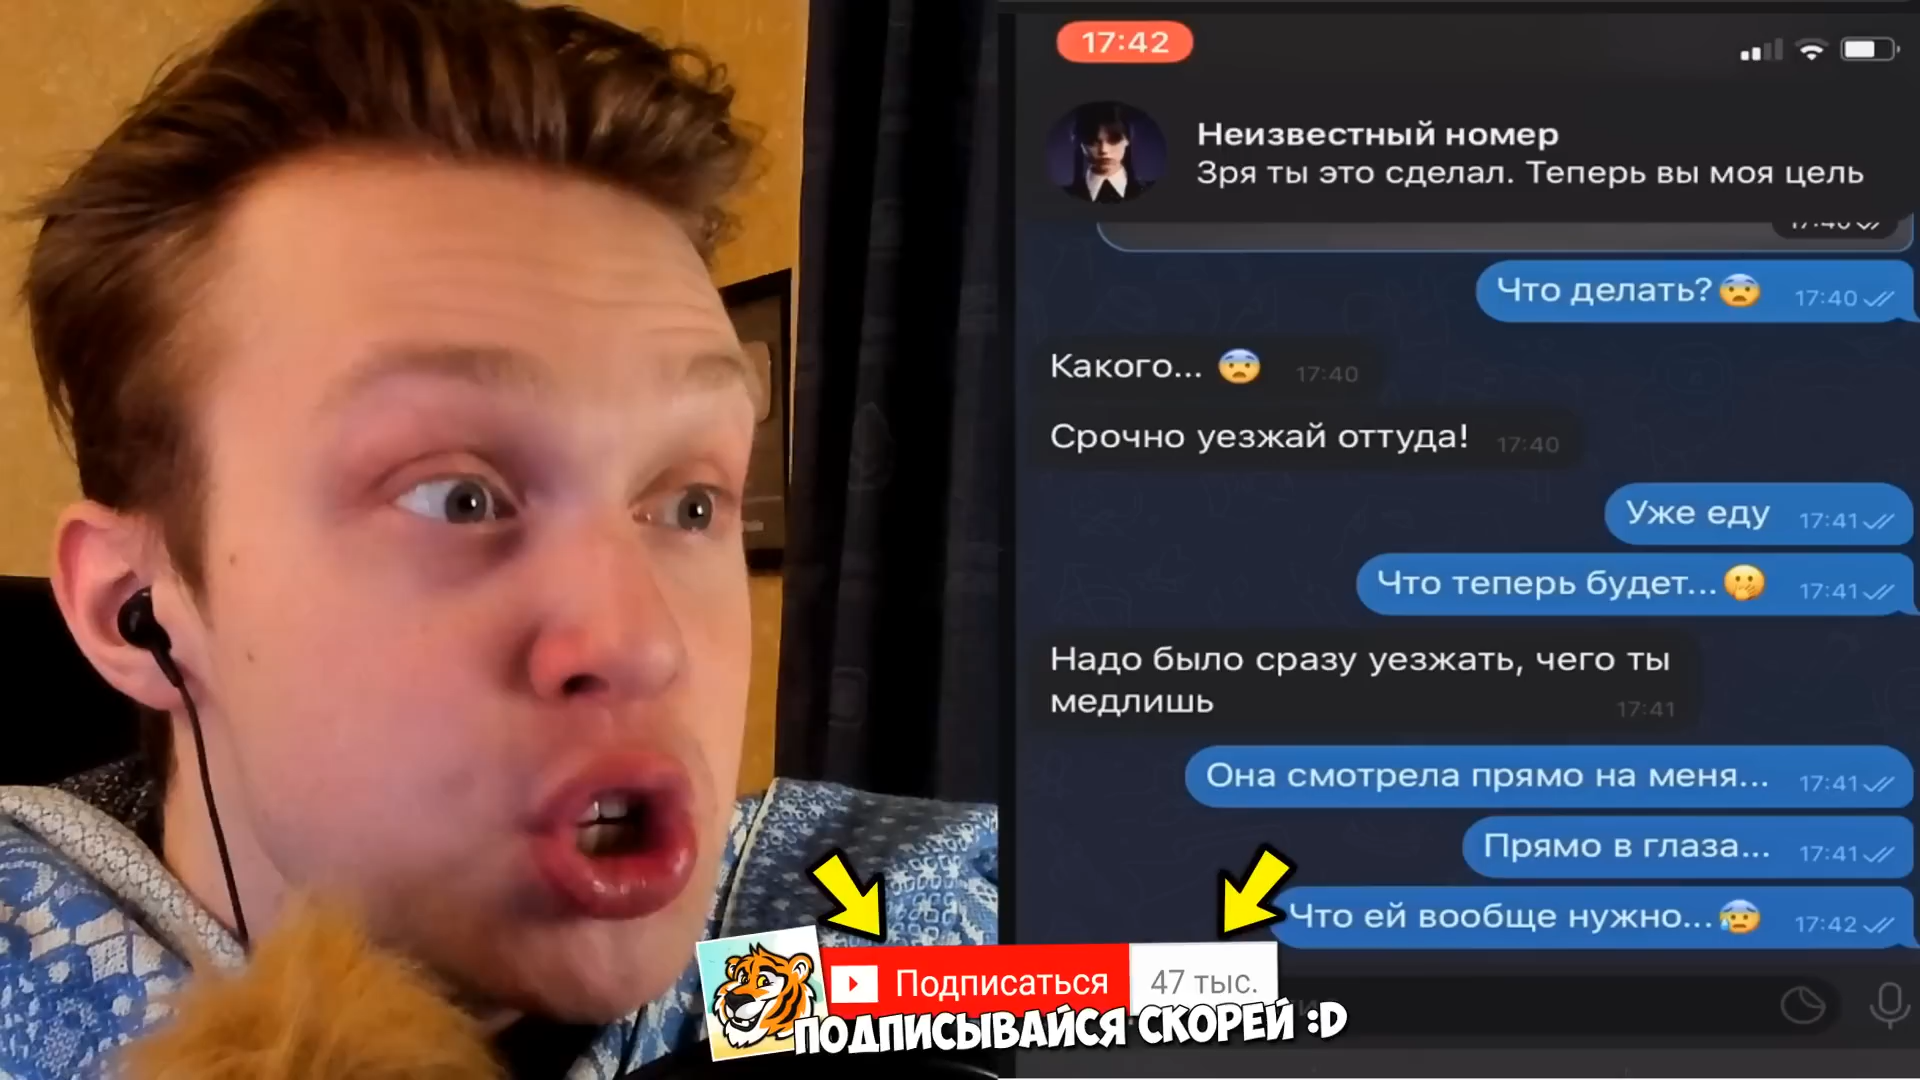 17:42
Неизвестный номер
Зря ты это сделал. Теперь вы моя цель
17:40
Что делать?😨 17:40
Какого... 😨 17:40
Срочно уезжай оттуда! 17:40
Уже еду 17:41
Что теперь будет...🫢 17:41
Надо было сразу уезжать, чего ты
медлишь 17:41
Она смотрела прямо на меня... 17:41
Прямо в глаза... 17:41
Что ей вообще нужно...😰 17:42
Подписаться 47 тыс.
ПОДПИСЫВАЙСЯ СКОРЕЙ :D